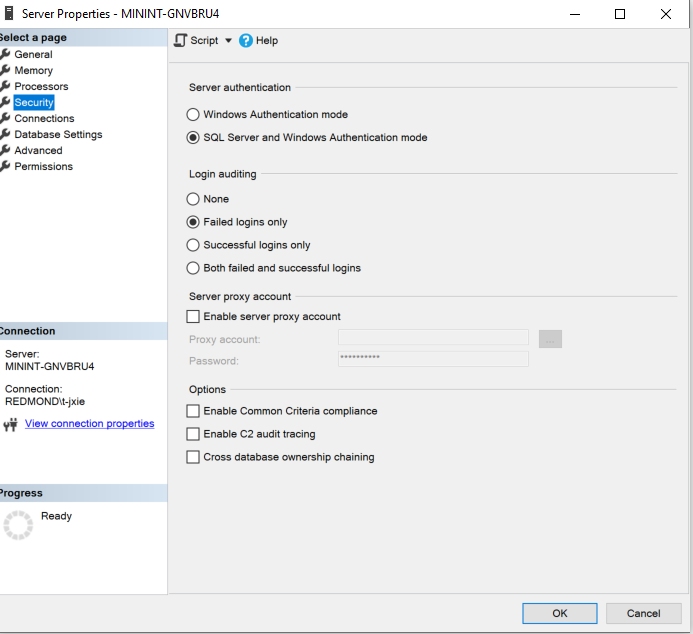 Server Properties - MININT-GNVBRU4
Select a page
General
Memory
Processors
Security
Connections
Database Settings
Advanced
Permissions
Connection
Server:
MININT-GNVBRU4
Connection:
REDMOND\t-jxie
View connection properties
Progress
Ready
Script
Help
Server authentication
Windows Authentication mode
SQL Server and Windows Authentication mode
Login auditing
None
Failed logins only
Successful logins only
Both failed and successful logins
Server proxy account
Enable server proxy account
Proxy account:
...
Password:
**********
Options
Enable Common Criteria compliance
Enable C2 audit tracing
Cross database ownership chaining
OK
Cancel